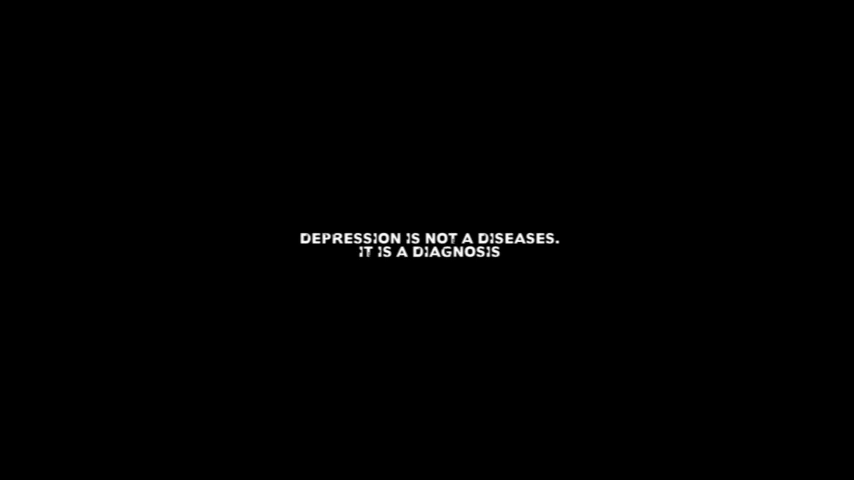 DEPRESSION IS NOT A DISEASES.
IT IS A DIAGNOSIS